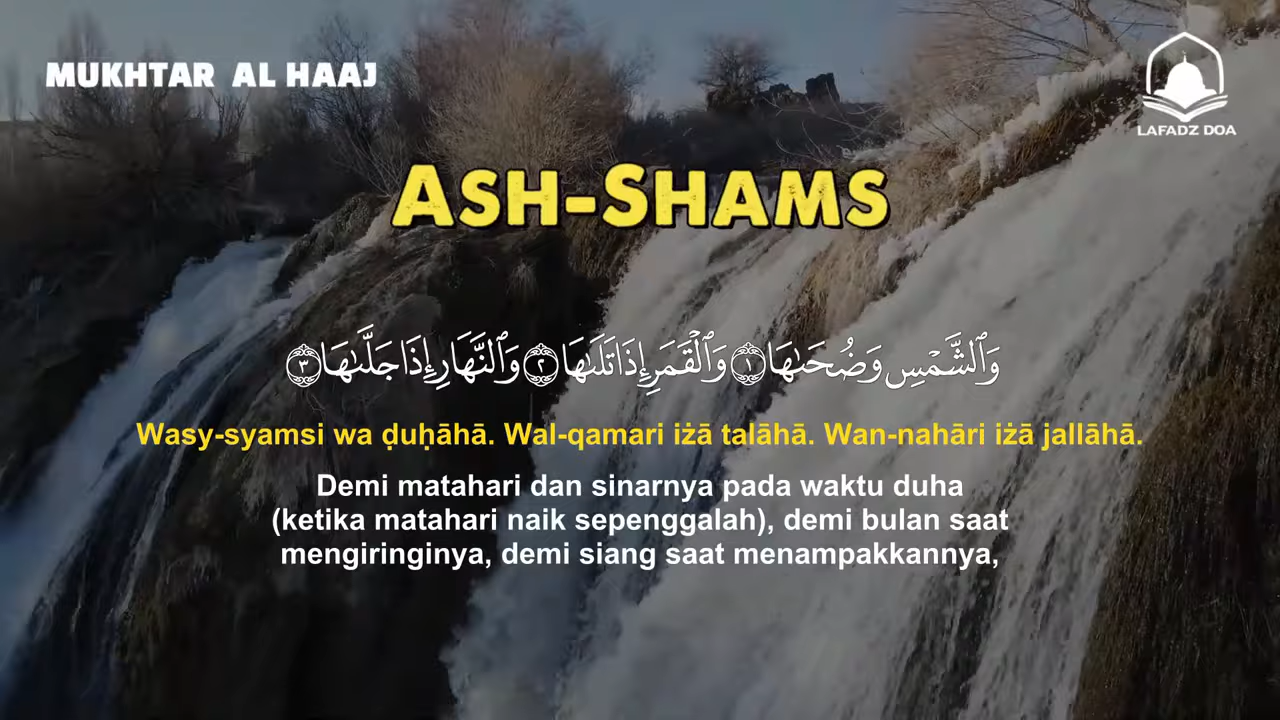 MUKHTAR AL HAAJ
LAFADZ DOA
ASH-SHAMS
وَٱلشَّمْسِ وَضُحَىٰهَا ١ وَٱلْقَمَرِ إِذَا تَلَىٰهَا ٢ وَٱلنَّهَارِ إِذَا جَلَّىٰهَا ٣
Wasy-syamsi wa ḍuḥāhā. Wal-qamari iżā talāhā. Wan-nahāri iżā jallāhā.
Demi matahari dan sinarnya pada waktu duha
(ketika matahari naik sepenggalah), demi bulan saat
mengiringinya, demi siang saat menampakkannya,